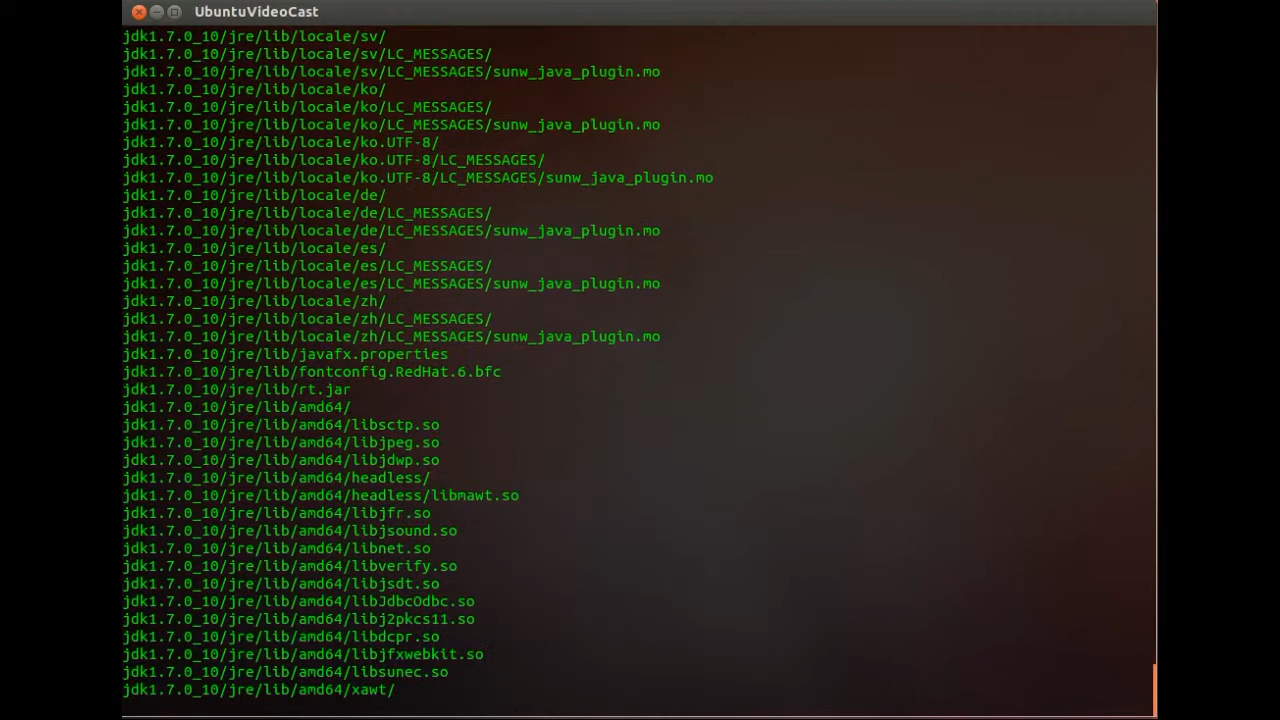 UbuntuVideoCast
jdk1.7.0_10/jre/lib/locale/sv/
jdk1.7.0_10/jre/lib/locale/sv/LC_MESSAGES/
jdk1.7.0_10/jre/lib/locale/sv/LC_MESSAGES/sunw_java_plugin.mo
jdk1.7.0_10/jre/lib/locale/ko/
jdk1.7.0_10/jre/lib/locale/ko/LC_MESSAGES/
jdk1.7.0_10/jre/lib/locale/ko/LC_MESSAGES/sunw_java_plugin.mo
jdk1.7.0_10/jre/lib/locale/ko.UTF-8/
jdk1.7.0_10/jre/lib/locale/ko.UTF-8/LC_MESSAGES/
jdk1.7.0_10/jre/lib/locale/ko.UTF-8/LC_MESSAGES/sunw_java_plugin.mo
jdk1.7.0_10/jre/lib/locale/de/
jdk1.7.0_10/jre/lib/locale/de/LC_MESSAGES/
jdk1.7.0_10/jre/lib/locale/de/LC_MESSAGES/sunw_java_plugin.mo
jdk1.7.0_10/jre/lib/locale/es/
jdk1.7.0_10/jre/lib/locale/es/LC_MESSAGES/
jdk1.7.0_10/jre/lib/locale/es/LC_MESSAGES/sunw_java_plugin.mo
jdk1.7.0_10/jre/lib/locale/zh/
jdk1.7.0_10/jre/lib/locale/zh/LC_MESSAGES/
jdk1.7.0_10/jre/lib/locale/zh/LC_MESSAGES/sunw_java_plugin.mo
jdk1.7.0_10/jre/lib/javafx.properties
jdk1.7.0_10/jre/lib/fontconfig.RedHat.6.bfc
jdk1.7.0_10/jre/lib/rt.jar
jdk1.7.0_10/jre/lib/amd64/
jdk1.7.0_10/jre/lib/amd64/libsctp.so
jdk1.7.0_10/jre/lib/amd64/libjpeg.so
jdk1.7.0_10/jre/lib/amd64/libjdwp.so
jdk1.7.0_10/jre/lib/amd64/headless/
jdk1.7.0_10/jre/lib/amd64/headless/libmawt.so
jdk1.7.0_10/jre/lib/amd64/libjfr.so
jdk1.7.0_10/jre/lib/amd64/libjsound.so
jdk1.7.0_10/jre/lib/amd64/libnet.so
jdk1.7.0_10/jre/lib/amd64/libverify.so
jdk1.7.0_10/jre/lib/amd64/libjsdt.so
jdk1.7.0_10/jre/lib/amd64/libJdbcOdbc.so
jdk1.7.0_10/jre/lib/amd64/libj2pkcs11.so
jdk1.7.0_10/jre/lib/amd64/libdcpr.so
jdk1.7.0_10/jre/lib/amd64/libjfxwebkit.so
jdk1.7.0_10/jre/lib/amd64/libsunec.so
jdk1.7.0_10/jre/lib/amd64/xawt/